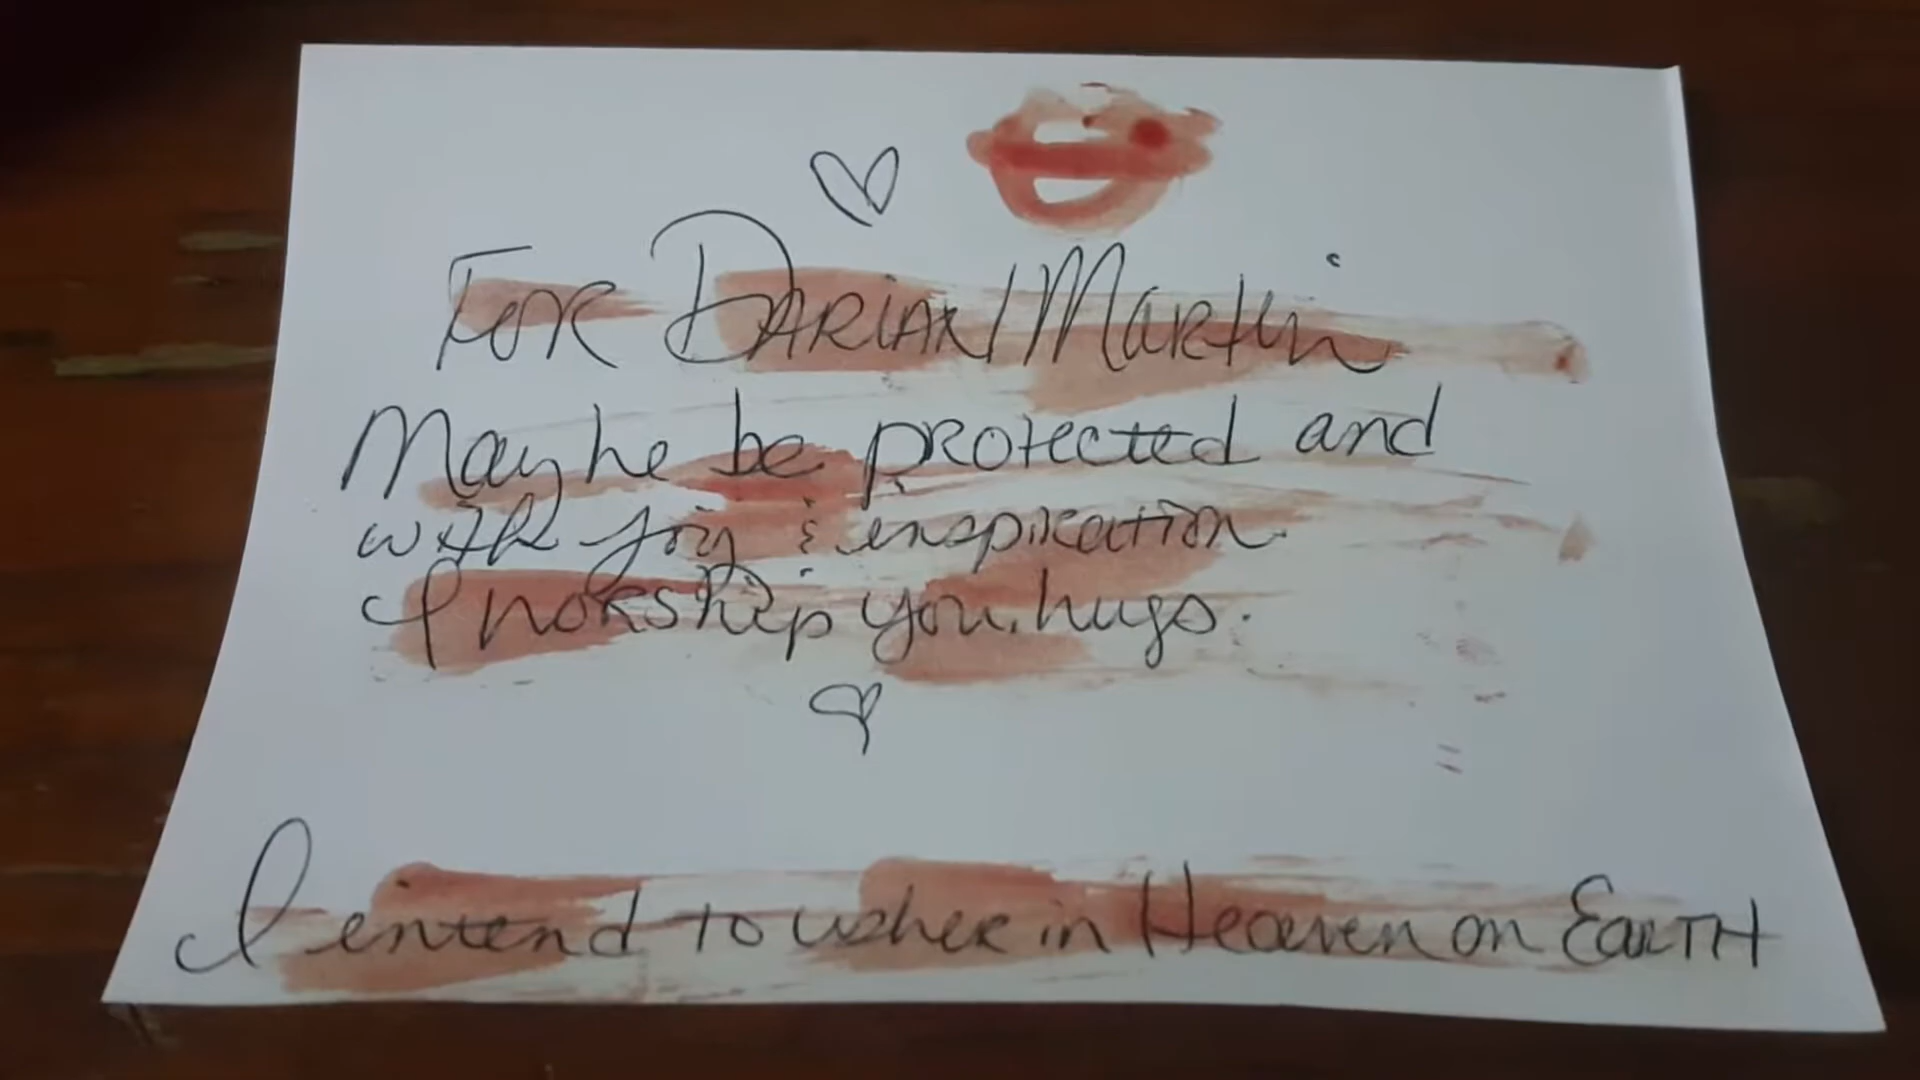 For Darian/Martin
May he be protected and
with joy & inspiration
I worship you. hugs.
I intend to usher in Heaven on Earth